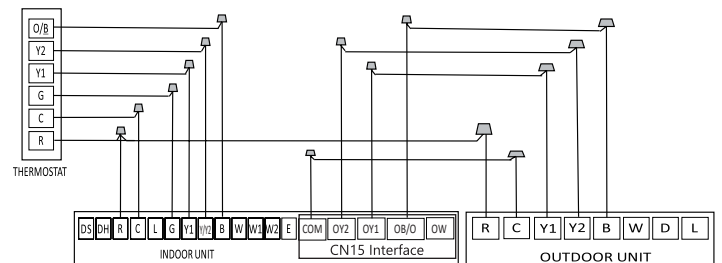 O/B
Y2
Y1
G
C
R
THERMOSTAT
DS DH R C L G Y1 Y/Y2 B W W1 W2 E COM OY2 OY1 OB/O OW
INDOOR UNIT
CN15 Interface
R C Y1 Y2 B W D L
OUTDOOR UNIT